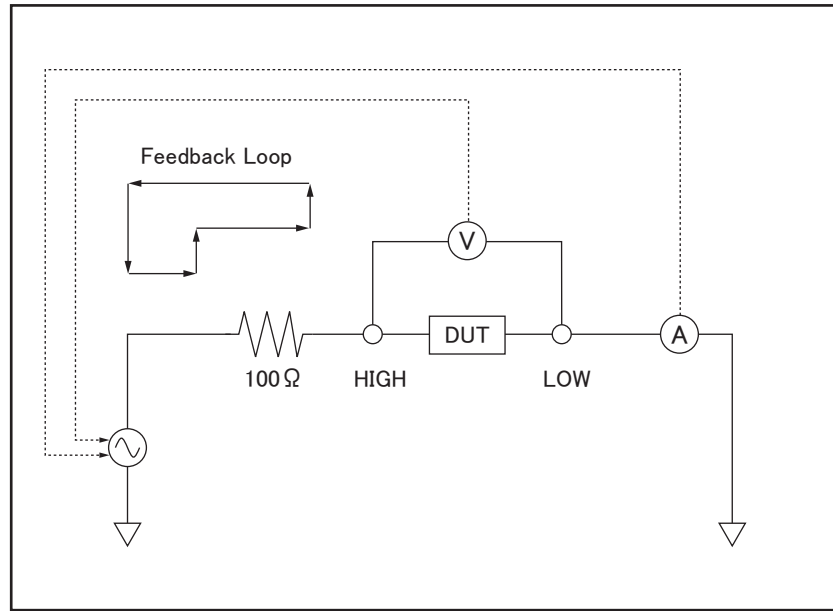 Feedback Loop
V
DUT
A
100Ω
HIGH
LOW